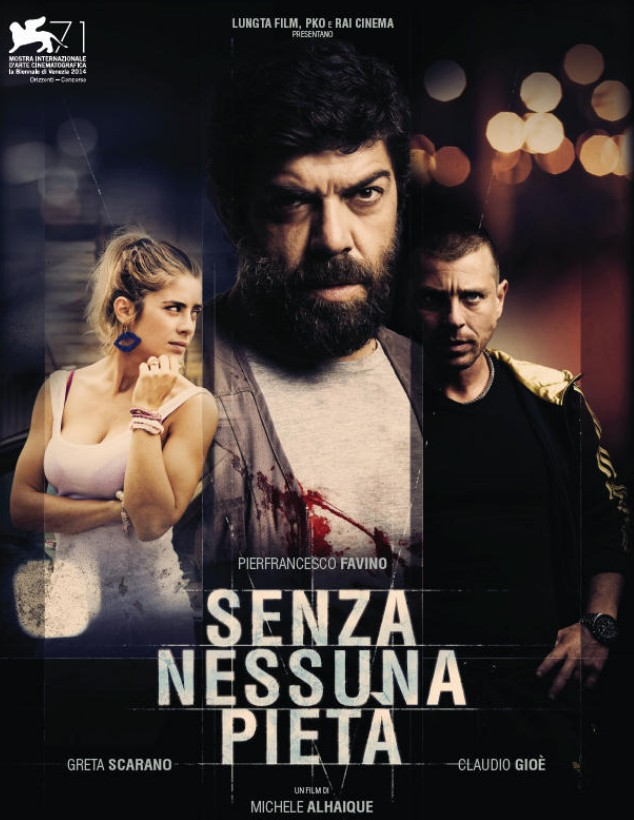 71
MOSTRA INTERNAZIONALE
D'ARTE CINEMATOGRAFICA
la Biennale di Venezia 2014
Orizzonti – Concorso
LUNGTA FILM, PKO E RAI CINEMA
PRESENTANO
PIERFRANCESCO FAVINO
SENZA
NESSUNA
PIETÀ
GRETA SCARANO
CLAUDIO GIOÈ
UN FILM DI
MICHELE ALHAIQUE